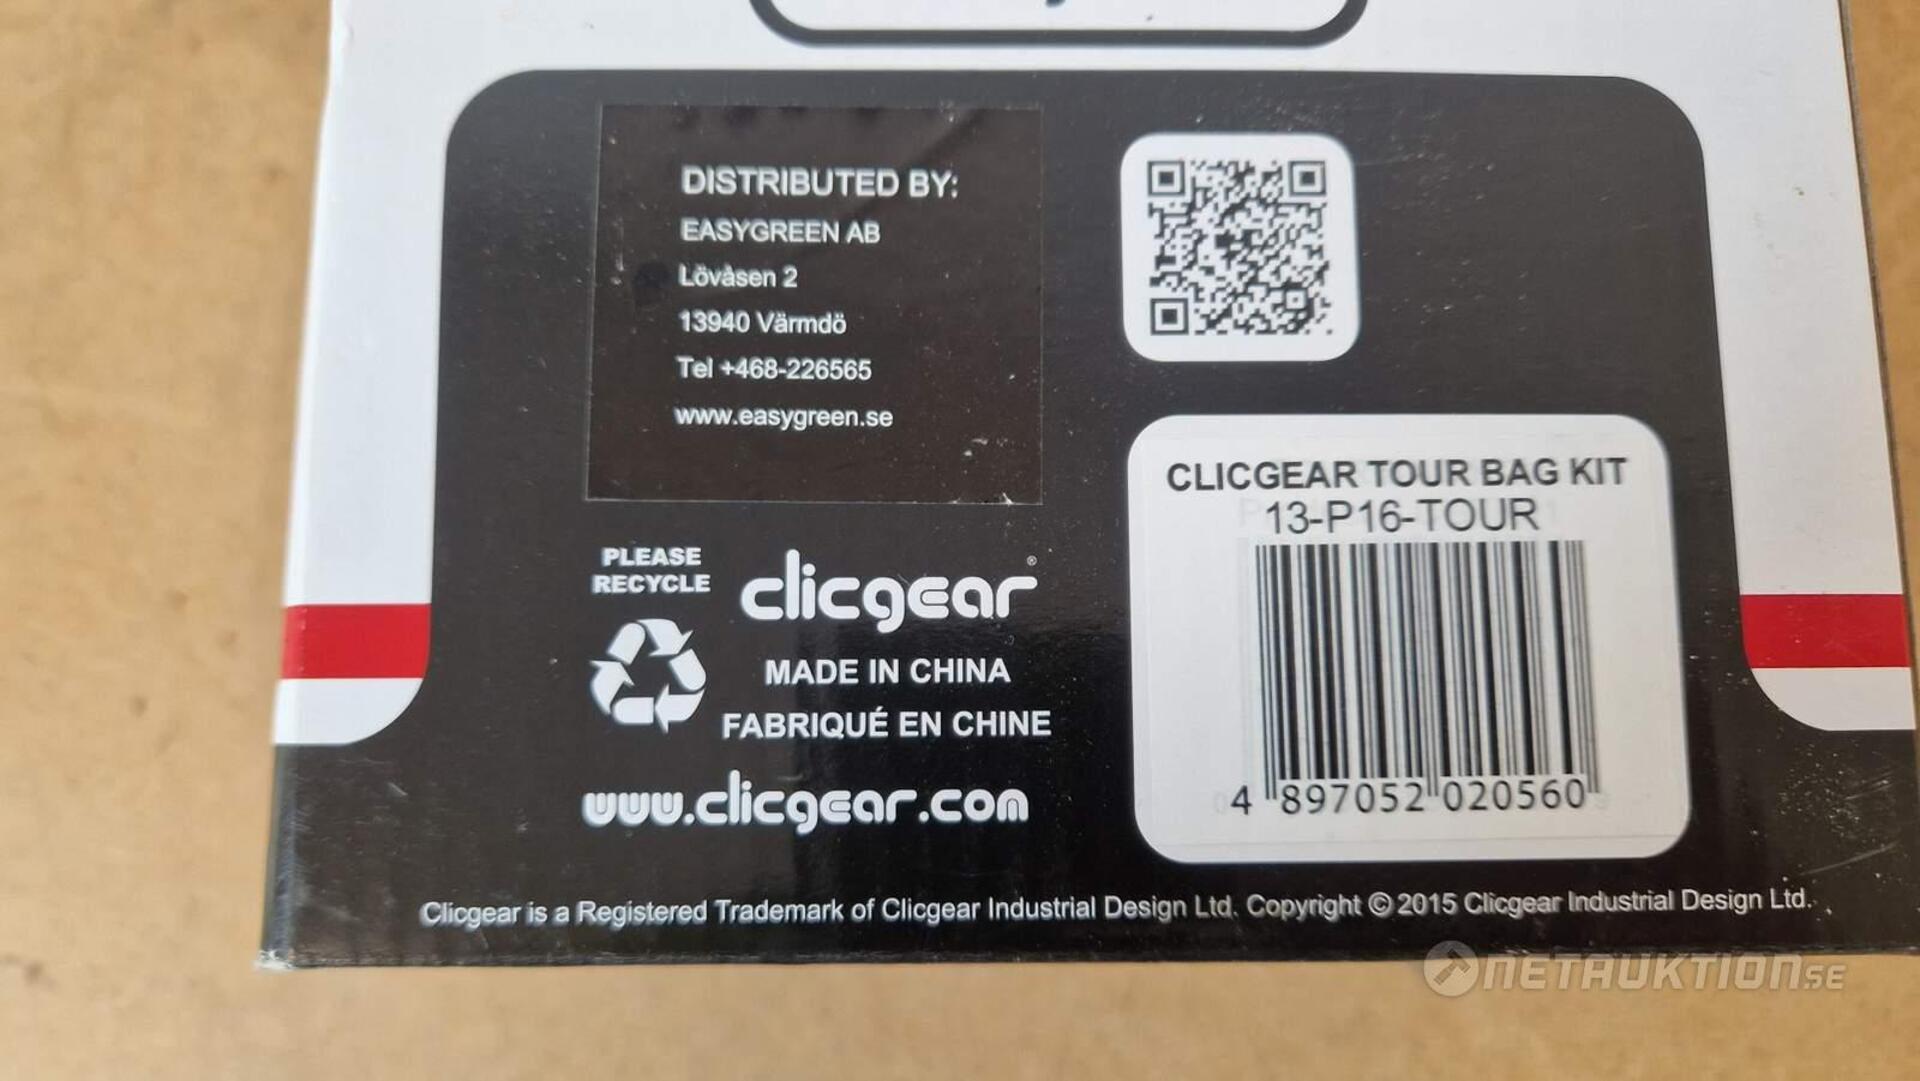 DISTRIBUTED BY:
EASYGREEN AB
Lövåsen 2
13940 Värmdö
Tel +468-226565
www.easygreen.se
CLICGEAR TOUR BAG KIT
13-P16-TOUR
4 897052 020560
PLEASE
RECYCLE
clicgear®
MADE IN CHINA
FABRIQUÉ EN CHINE
www.clicgear.com
Clicgear is a Registered Trademark of Clicgear Industrial Design Ltd. Copyright © 2015 Clicgear Industrial Design Ltd.
NETAUKTION.SE